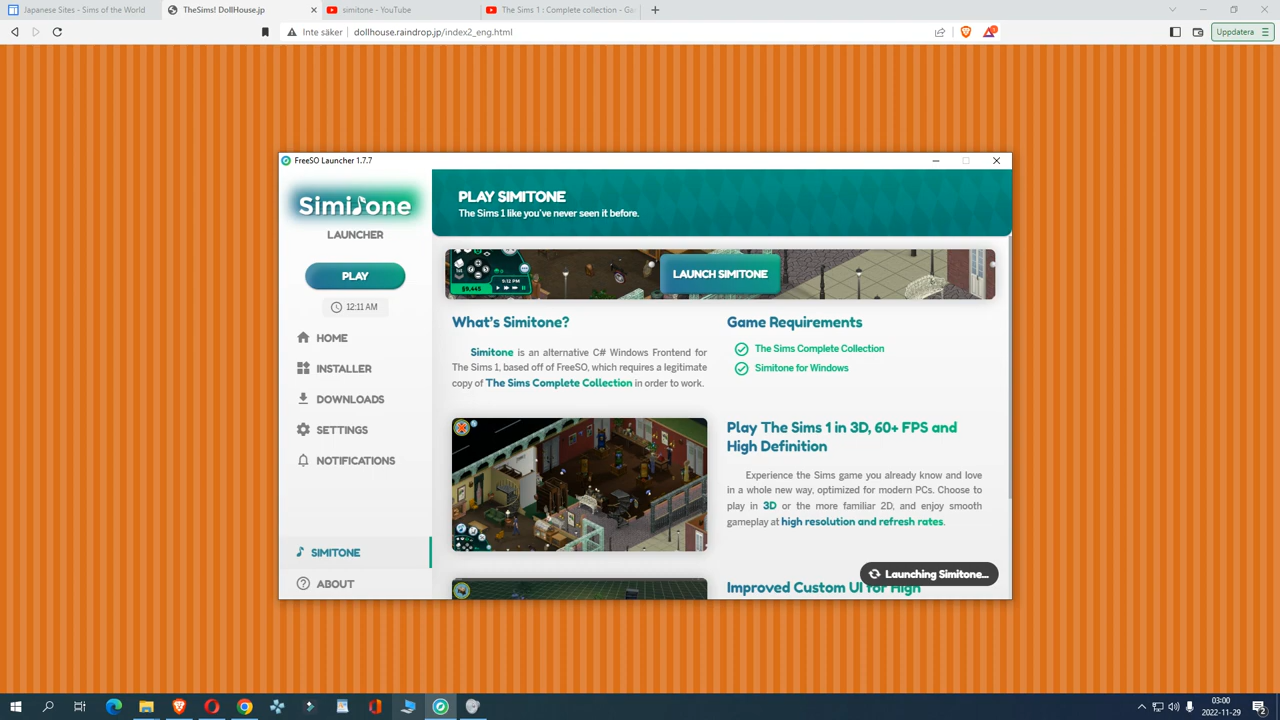 Japanese Sites - Sims of the World
TheSims! DollHouse.jp
simitone - YouTube
The Sims 1 : Complete collection - Ga
Inte säker
dollhouse.raindrop.jp/index2_eng.html
Uppdatera
FreeSO Launcher 1.7.7
Simitone
LAUNCHER
PLAY
12:11 AM
HOME
INSTALLER
DOWNLOADS
SETTINGS
NOTIFICATIONS
SIMITONE
ABOUT
PLAY SIMITONE
The Sims 1 like you've never seen it before.
9:12 PM
§9,445
LAUNCH SIMITONE
What's Simitone?
Simitone is an alternative C# Windows Frontend for
The Sims 1, based off of FreeSO, which requires a legitimate
copy of The Sims Complete Collection in order to work.
Game Requirements
The Sims Complete Collection
Simitone for Windows
Play The Sims 1 in 3D, 60+ FPS and
High Definition
Experience the Sims game you already know and love
in a whole new way, optimized for modern PCs. Choose to
play in 3D or the more familiar 2D, and enjoy smooth
gameplay at high resolution and refresh rates.
Launching Simitone...
Improved Custom UI for High
03:00
2022-11-29
2